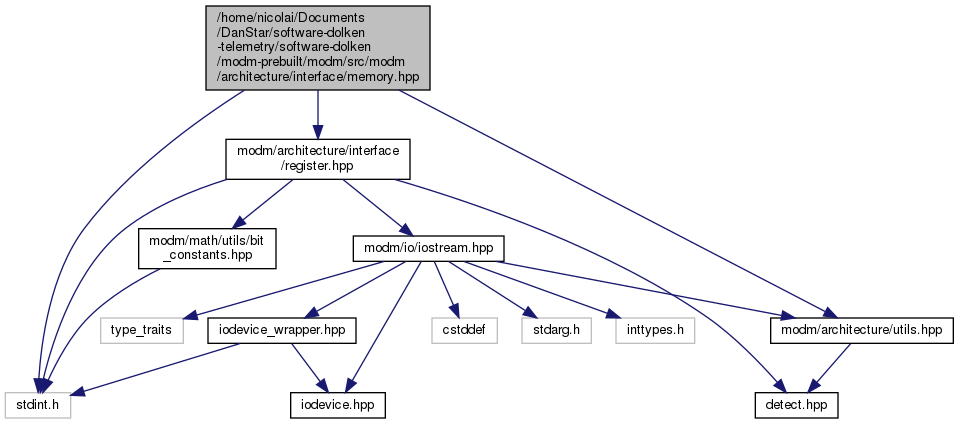 /home/nicolai/Documents
/DanStar/software-dolken
-telemetry/software-dolken
/modm-prebuilt/modm/src/modm
/architecture/interface/memory.hpp
modm/architecture/interface
/register.hpp
modm/math/utils/bit
_constants.hpp
modm/io/iostream.hpp
type_traits
iodevice_wrapper.hpp
cstddef
stdarg.h
inttypes.h
modm/architecture/utils.hpp
stdint.h
iodevice.hpp
detect.hpp